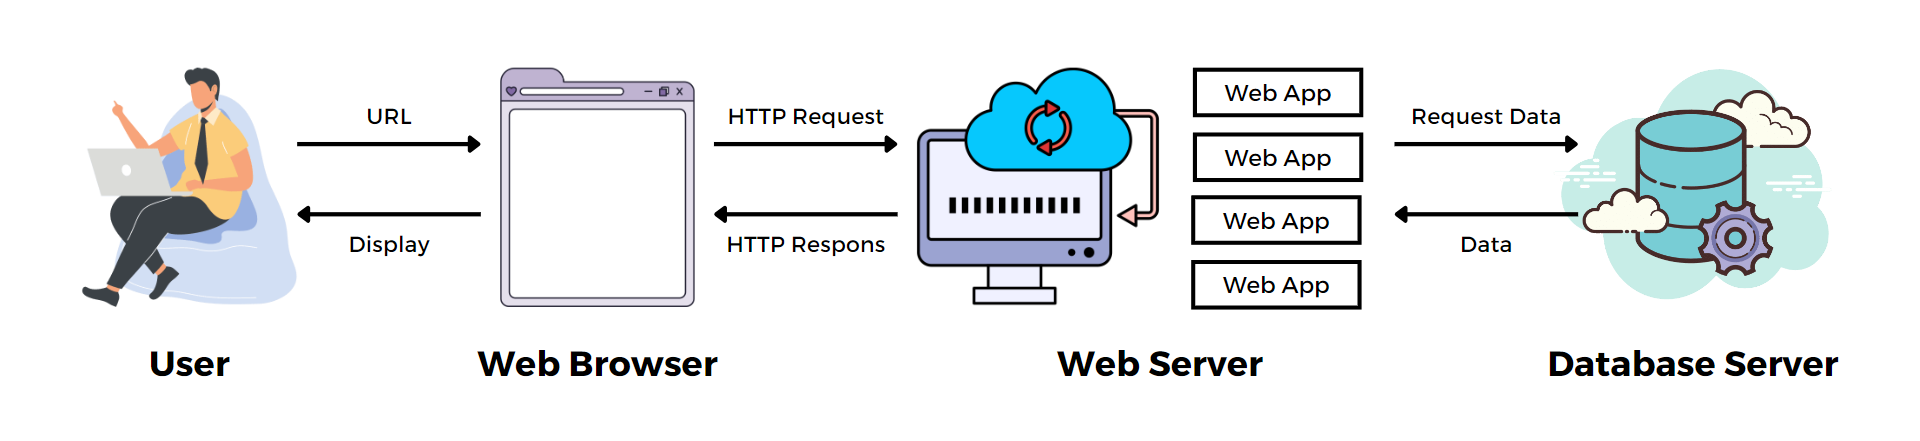 URL
Display
HTTP Request
HTTP Respons
Web App
Web App
Web App
Web App
Request Data
Data
User
Web Browser
Web Server
Database Server